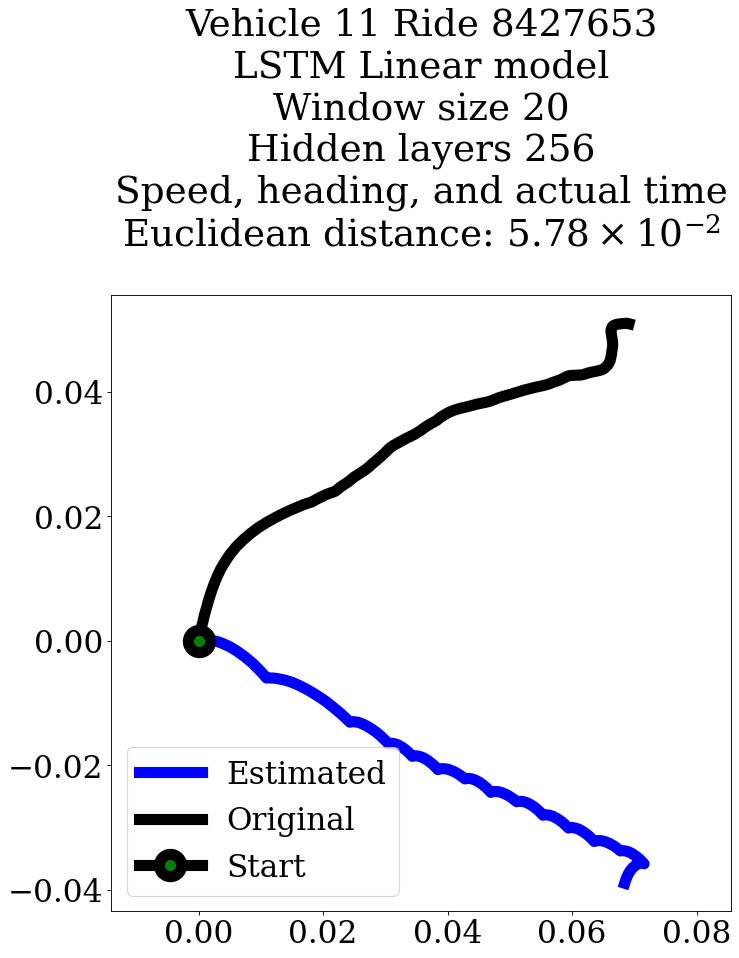 Vehicle 11 Ride 8427653
LSTM Linear model
Window size 20
Hidden layers 256
Speed, heading, and actual time
Euclidean distance: 5.78 × 10⁻²
0.04
0.02
0.00
−0.02
−0.04
Estimated
Original
Start
0.00 0.02 0.04 0.06 0.08